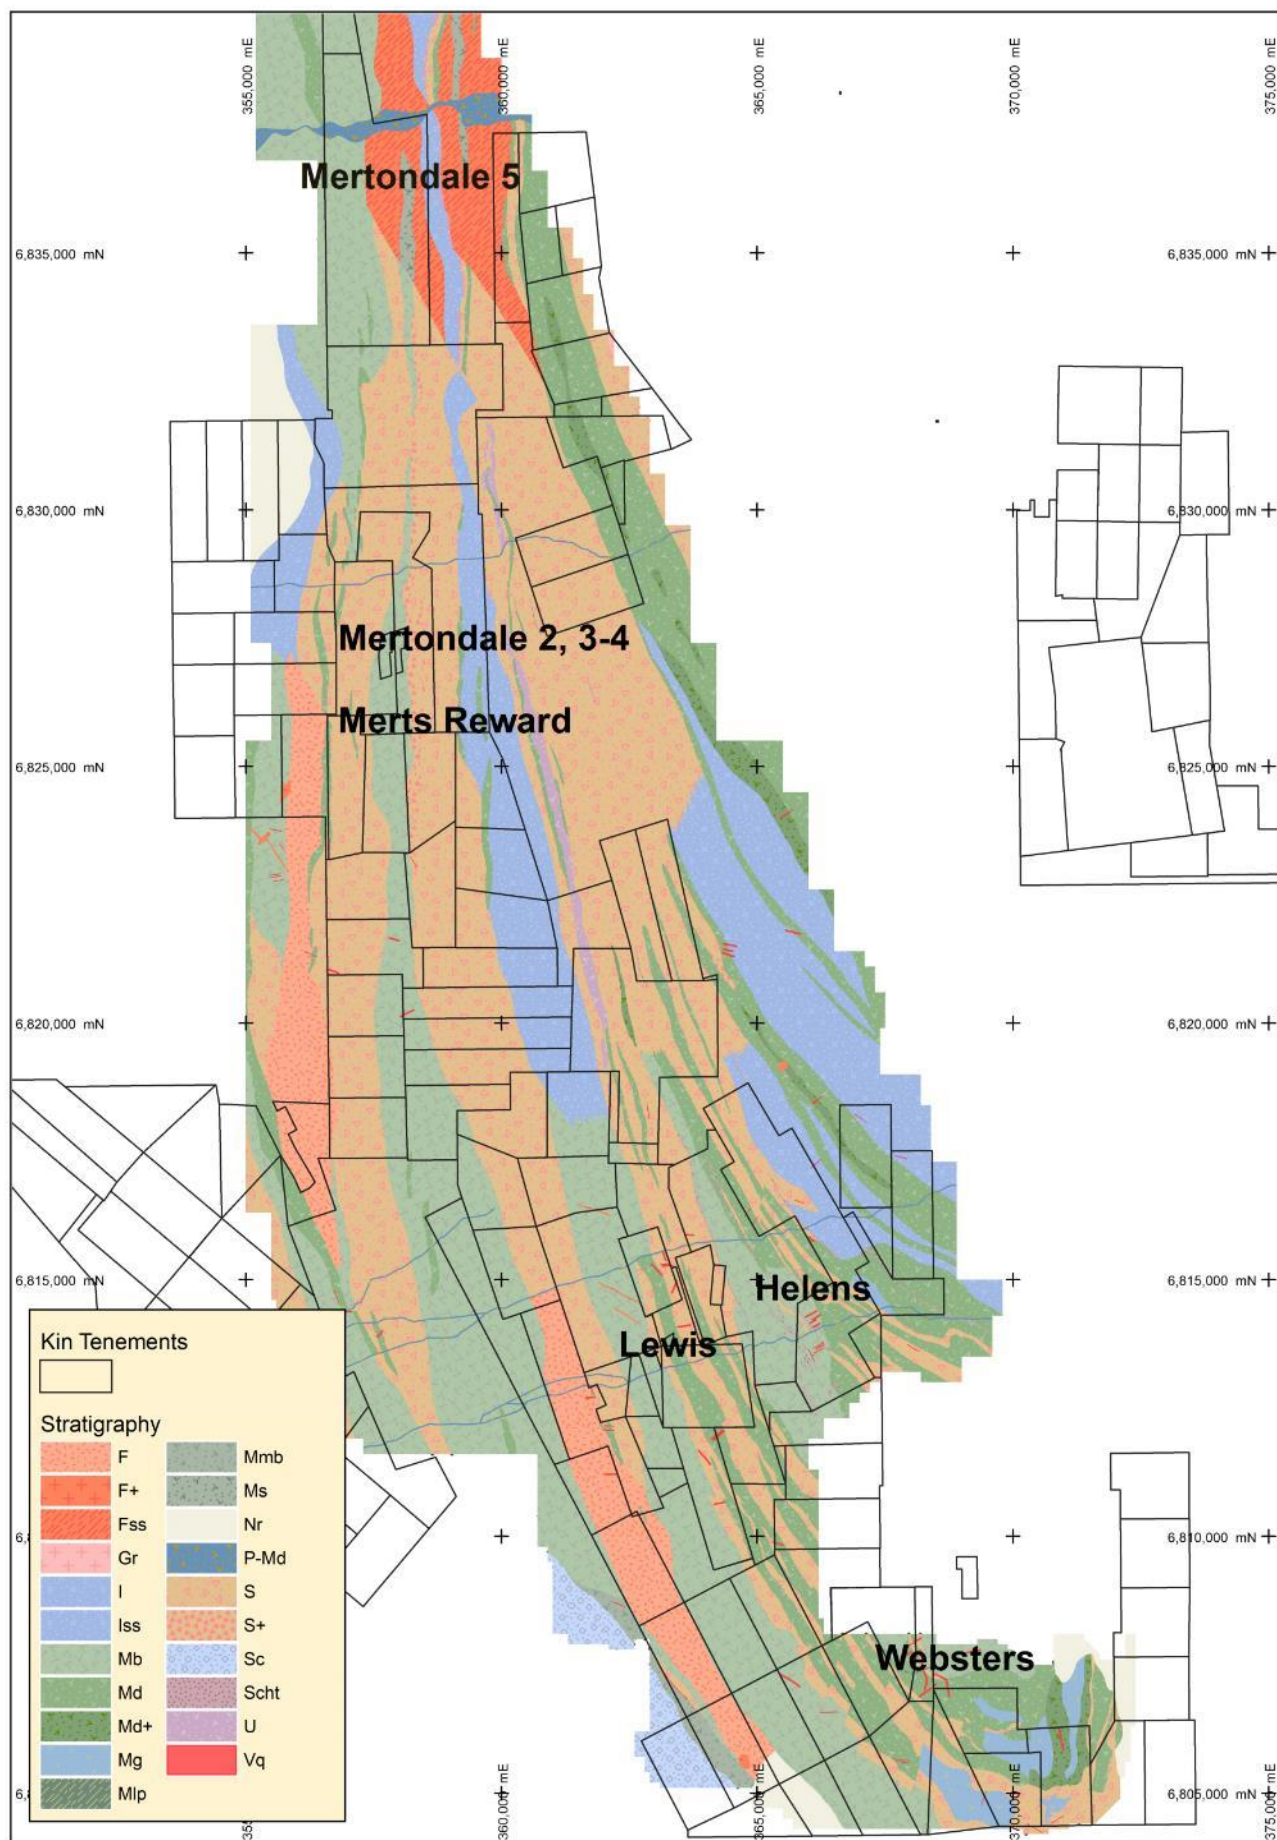 355,000 mE
360,000 mE
365,000 mE
370,000 mE
375,000 mE
Mertondale 5
6,835,000 mN
6,835,000 mN
6,830,000 mN
6,830,000 mN
Mertondale 2, 3-4
Merts Reward
6,825,000 mN
6,825,000 mN
6,820,000 mN
6,820,000 mN
6,815,000 mN
6,815,000 mN
Helens
Lewis
Kin Tenements
Stratigraphy
F
Mmb
F+
Ms
Fss
Nr
6,8
6,810,000 mN
Gr
P-Md
I
S
Iss
S+
Mb
Sc
Websters
Md
Scht
Md+
U
Mg
Vq
Mlp
6,8
6,805,000 mN
355
360,000 mE
365,000 mE
370,000 mE
375,000 mE